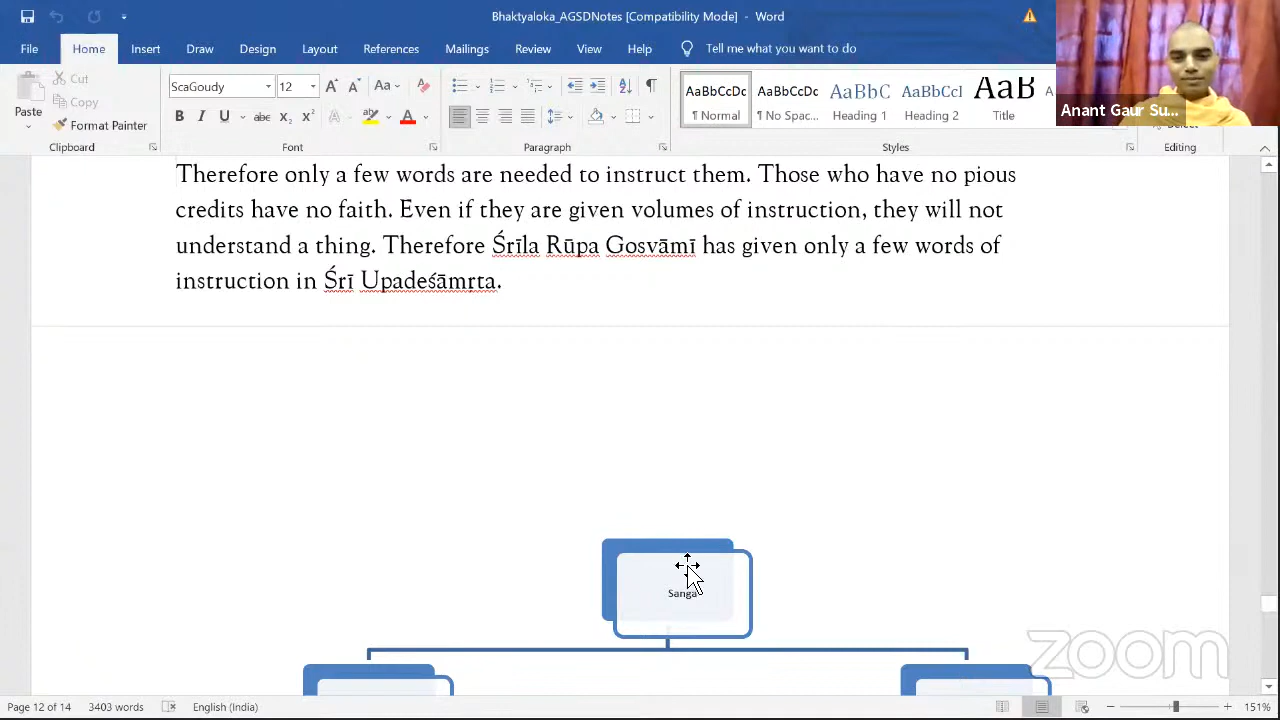 Bhaktyaloka_AGSDNotes [Compatibility Mode] - Word
File Home Insert Draw Design Layout References Mailings Review View Help Tell me what you want to do
Paste
Cut
Copy
Format Painter
Clipboard
ScaGoudy 12
Font
Paragraph
AaBbCcDc AaBbCcDc AaBbC AaBbCcI AaB
¶ Normal ¶ No Spac... Heading 1 Heading 2 Title
Styles
Editing
Anant Gaur Su...
Therefore only a few words are needed to instruct them. Those who have no pious
credits have no faith. Even if they are given volumes of instruction, they will not
understand a thing. Therefore Śrīla Rūpa Gosvāmī has given only a few words of
instruction in Śrī Upadeśāmṛta.
Sanga
zoom
Page 12 of 14 3403 words English (India) 151%